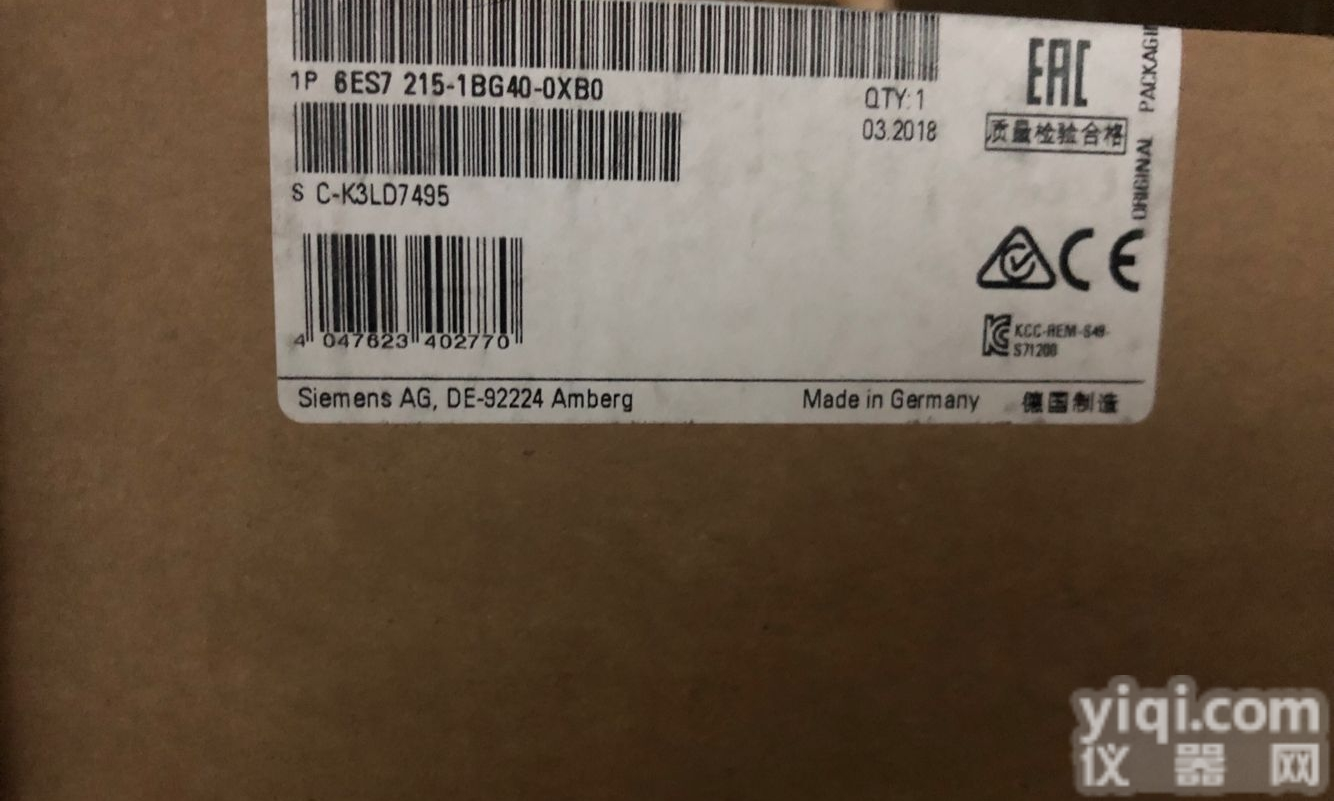 1P 6ES7 215-1BG40-0XB0
QTY: 1
03.2018
S C-K3LD7495
4 047623 402770
EAC
质量检验合格
ORIGINAL PACKAGI
CE
KCC-REM-S49-
S71200
Siemens AG, DE-92224 Amberg
Made in Germany 德国制造
yiqi.com
仪器网